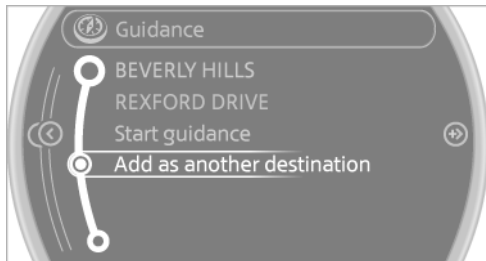 Guidance
BEVERLY HILLS
REXFORD DRIVE
Start guidance
Add as another destination